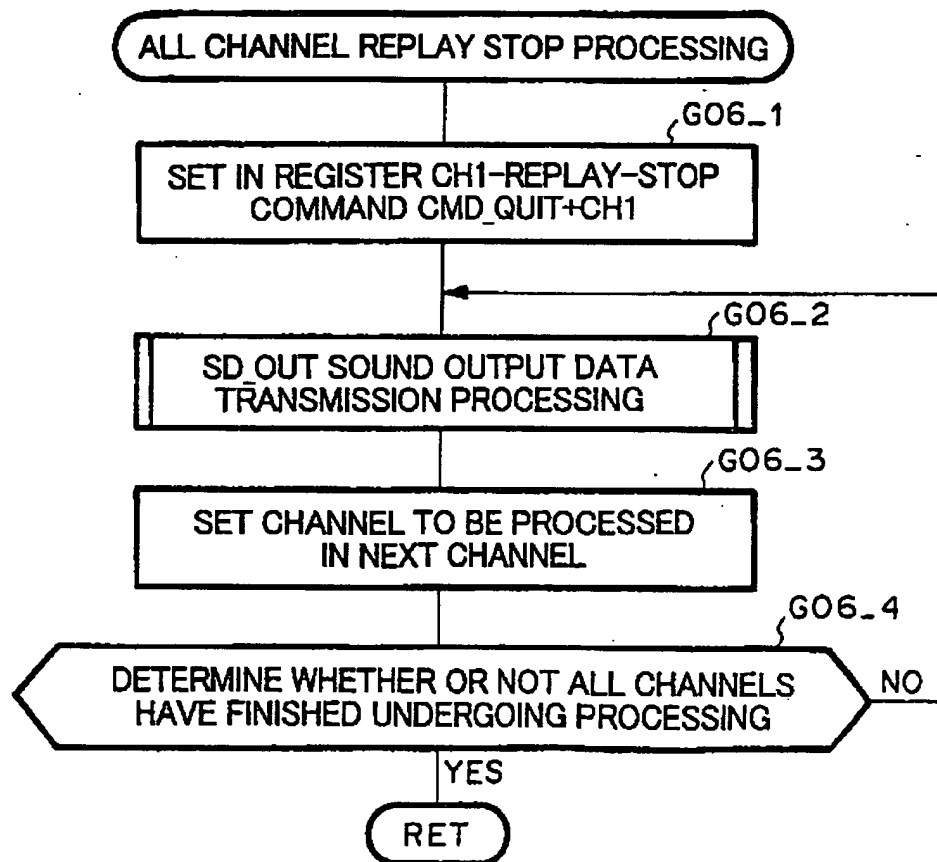 ALL CHANNEL REPLAY STOP PROCESSING
G06_1
SET IN REGISTER CH1-REPLAY-STOP
COMMAND CMD_QUIT+CH1
G06_2
SD_OUT SOUND OUTPUT DATA
TRANSMISSION PROCESSING
G06_3
SET CHANNEL TO BE PROCESSED
IN NEXT CHANNEL
G06_4
DETERMINE WHETHER OR NOT ALL CHANNELS
HAVE FINISHED UNDERGOING PROCESSING
NO
YES
RET